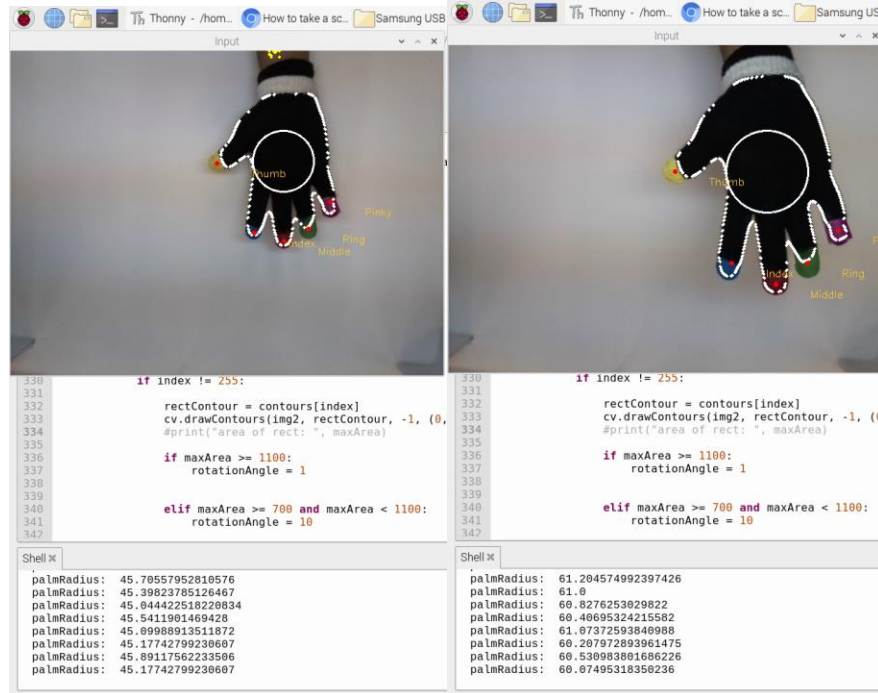 Thonny - /hom...
How to take a sc...
Samsung USB
Input
Thumb
Pinky
Index
Ring
Middle
330
if index != 255:
331
332
rectContour = contours[index]
333
cv.drawContours(img2, rectContour, -1, (0,
334
#print("area of rect: ", maxArea)
335
336
if maxArea >= 1100:
337
rotationAngle = 1
338
339
340
elif maxArea >= 700 and maxArea < 1100:
341
rotationAngle = 10
342
Shell
palmRadius: 45.70557952810576
palmRadius: 45.39823785126467
palmRadius: 45.044422518220834
palmRadius: 45.5411901469428
palmRadius: 45.09988913511872
palmRadius: 45.17742799230607
palmRadius: 45.89117562233506
palmRadius: 45.17742799230607
Thonny - /hom...
How to take a sc...
Samsung US
Input
Thumb
Index
Ring
Middle
330
if index != 255:
331
332
rectContour = contours[index]
333
cv.drawContours(img2, rectContour, -1, (
334
#print("area of rect: ", maxArea)
335
336
if maxArea >= 1100:
337
rotationAngle = 1
338
339
340
elif maxArea >= 700 and maxArea < 1100:
341
rotationAngle = 10
342
Shell
palmRadius: 61.204574992397426
palmRadius: 61.0
palmRadius: 60.8276253029822
palmRadius: 60.40695324215582
palmRadius: 61.07372593840988
palmRadius: 60.207972893961475
palmRadius: 60.530983801686226
palmRadius: 60.07495318350236